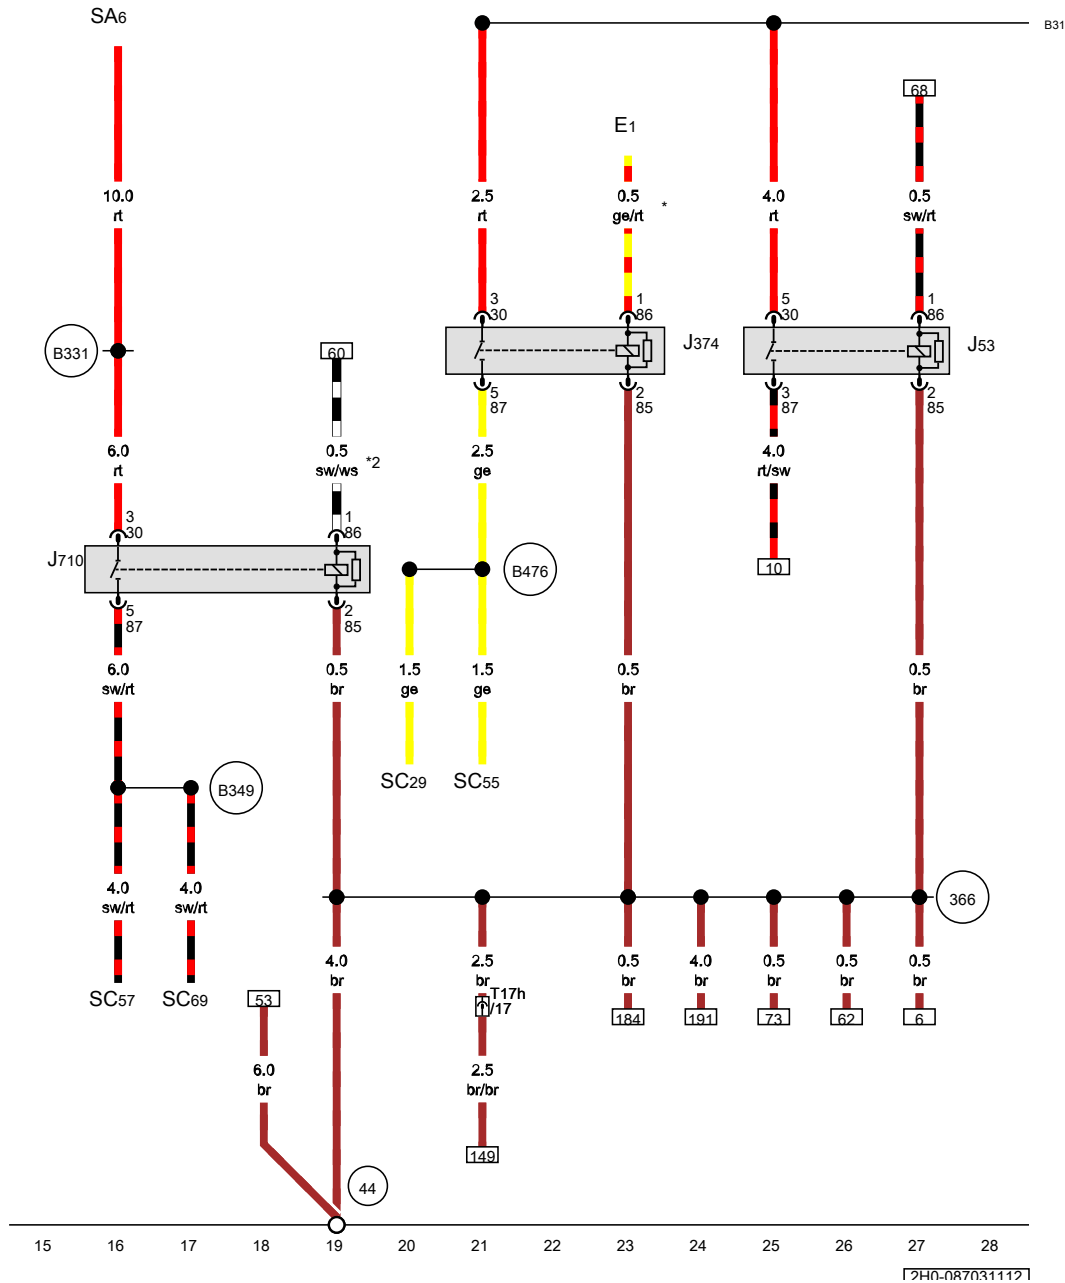 SA6
B31
68
E1
10.0
rt
2.5
rt
0.5
ge/rt
*
4.0
rt
0.5
sw/rt
3
30
1
86
5
30
1
86
B331
60
J374
J53
5
87
2
85
3
87
2
85
6.0
rt
0.5
sw/ws
*2
2.5
ge
4.0
rt/sw
3
30
1
86
J710
B476
10
5
87
2
85
6.0
sw/rt
0.5
br
1.5
ge
1.5
ge
0.5
br
0.5
br
B349
SC29
SC55
4.0
sw/rt
4.0
sw/rt
366
4.0
br
2.5
br
0.5
br
4.0
br
0.5
br
0.5
br
0.5
br
SC57
SC69
53
T17h
/17
184
191
73
62
6
6.0
br
2.5
br/br
149
44
15 16 17 18 19 20 21 22 23 24 25 26 27 28
2H0-087031112